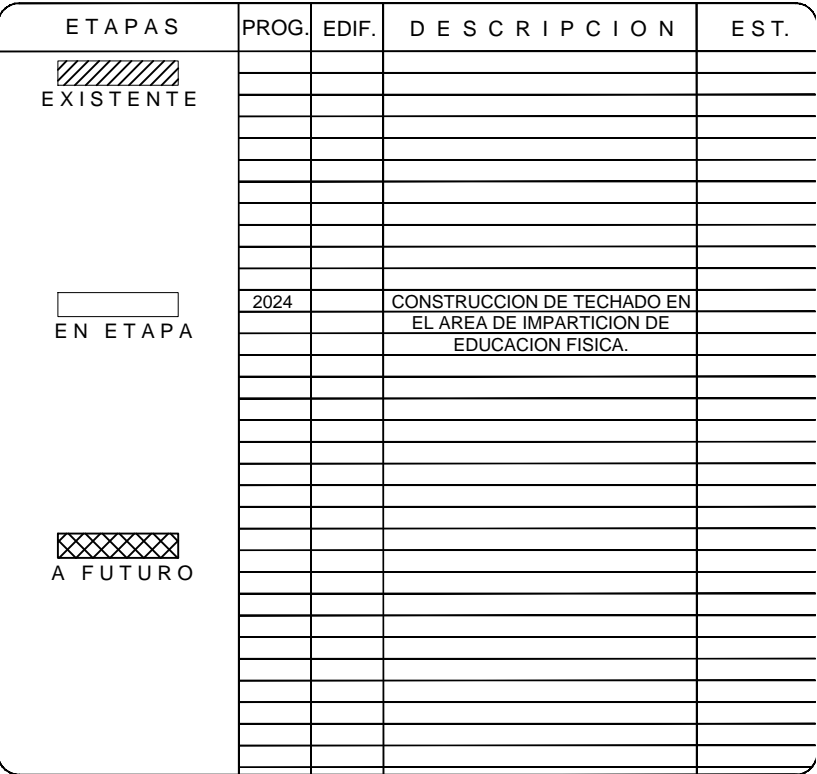 ETAPAS PROG. EDIF. DESCRIPCION EST.
EXISTENTE
2024 CONSTRUCCION DE TECHADO EN
EN ETAPA EL AREA DE IMPARTICION DE
EDUCACION FISICA.
A FUTURO